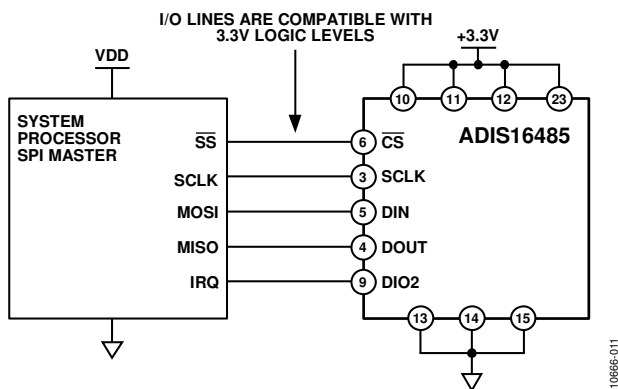 I/O LINES ARE COMPATIBLE WITH
3.3V LOGIC LEVELS
VDD
+3.3V
10
11
12
23
SYSTEM
PROCESSOR
SPI MASTER
ADIS16485
SS
6
CS
SCLK
3
SCLK
MOSI
5
DIN
MISO
4
DOUT
IRQ
9
DIO2
13
14
15
10666-011